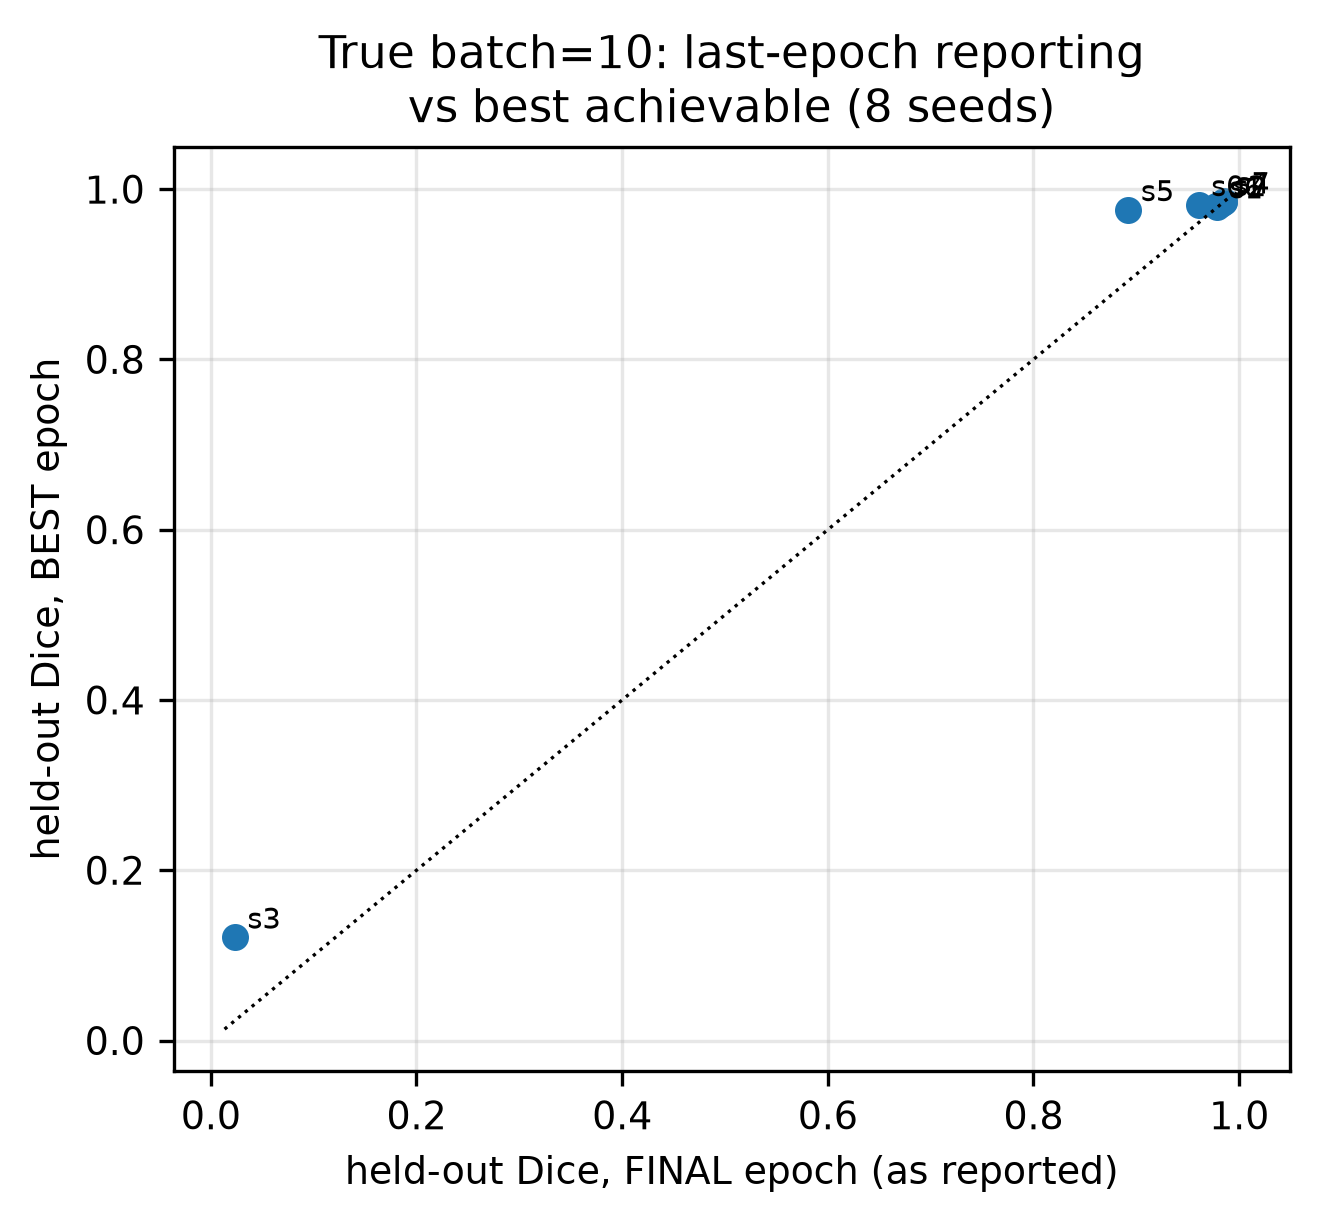 True batch=10: last-epoch reporting
vs best achievable (8 seeds)
1.0
0.8
0.6
0.4
0.2
0.0
held-out Dice, BEST epoch
s5
s3
0.0 0.2 0.4 0.6 0.8 1.0
held-out Dice, FINAL epoch (as reported)